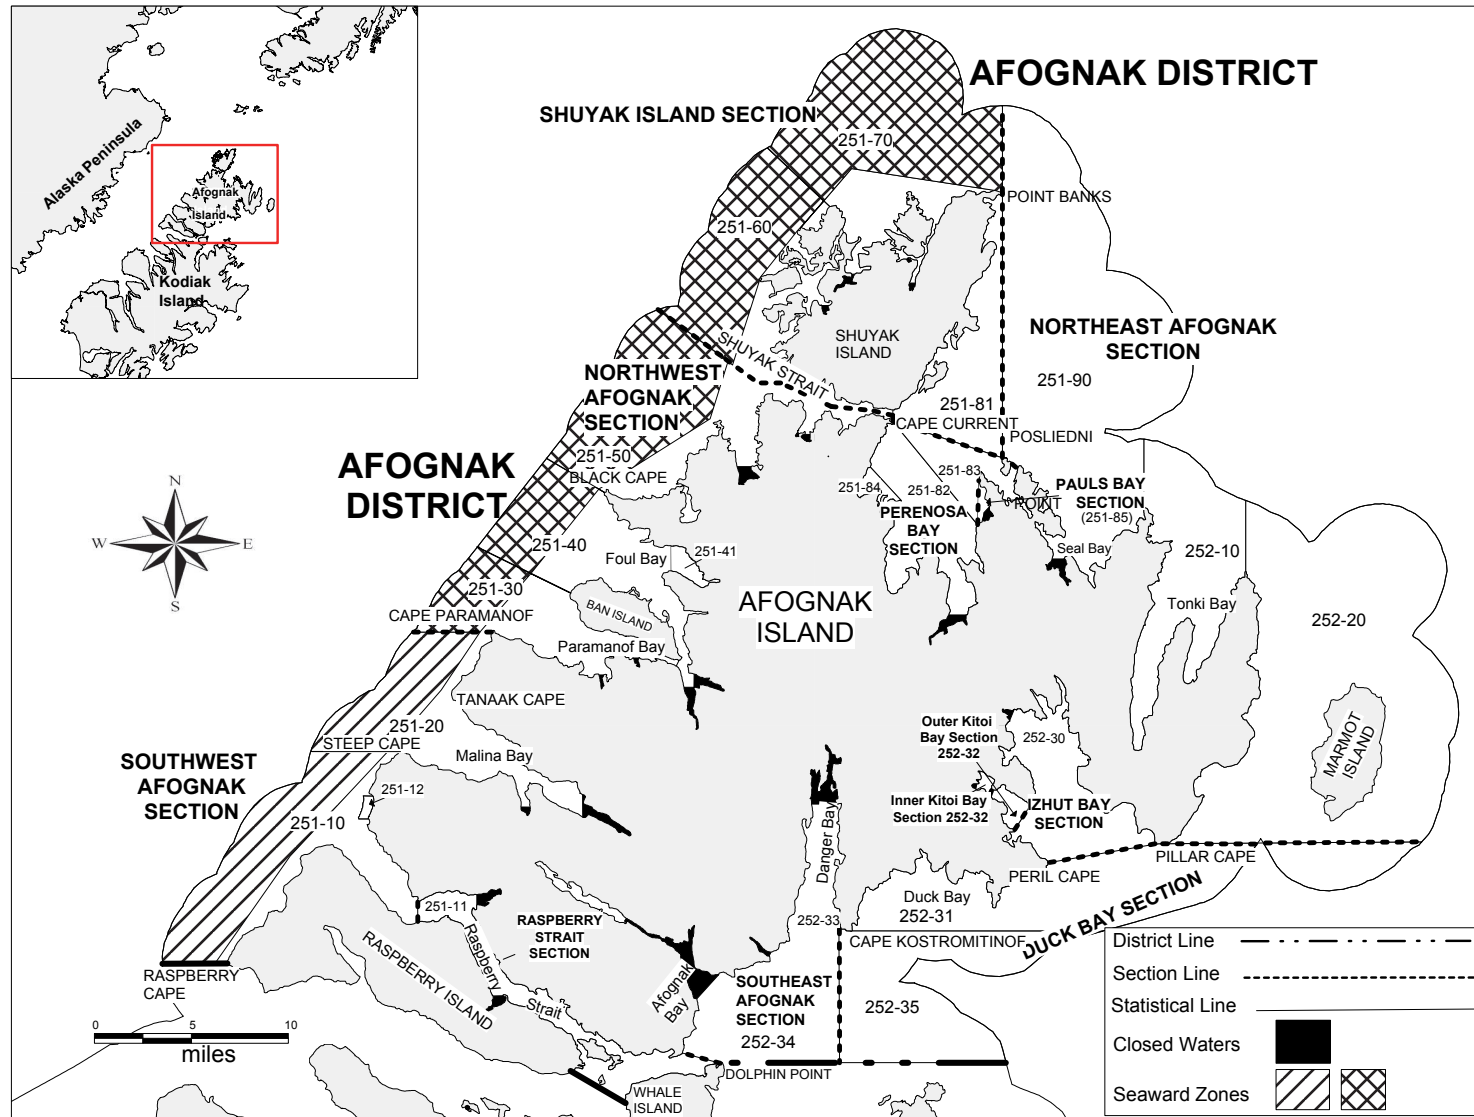 Alaska Peninsula
Afognak
Island
Kodiak
Island
AFOGNAK DISTRICT
SHUYAK ISLAND SECTION
251-70
POINT BANKS
251-60
NORTHEAST AFOGNAK
SECTION
SHUYAK
ISLAND
SHUYAK STRAIT
251-90
NORTHWEST
AFOGNAK
SECTION
251-81
CAPE CURRENT
POSLIEDNI
POINT
AFOGNAK
DISTRICT
251-50
BLACK CAPE
251-84
251-82
251-83
PAULS BAY
SECTION
(251-85)
PERENOSA
BAY
SECTION
N
W
E
S
251-40
Foul Bay
251-41
Seal Bay
252-10
251-30
CAPE PARAMANOF
BAN ISLAND
AFOGNAK
ISLAND
Tonki Bay
252-20
Paramanof Bay
TANAAK CAPE
251-20
STEEP CAPE
Malina Bay
Outer Kitoi
Bay Section
252-32
252-30
MARMOT
ISLAND
SOUTHWEST
AFOGNAK
SECTION
251-12
251-10
Inner Kitoi Bay
Section 252-32
IZHUT BAY
SECTION
Danger Bay
PERIL CAPE
PILLAR CAPE
Duck Bay
252-31
DUCK BAY SECTION
251-11
RASPBERRY
STRAIT
SECTION
252-33
CAPE KOSTROMITINOF
RASPBERRY
CAPE
RASPBERRY ISLAND
Raspberry
Strait
Afognak
Bay
SOUTHEAST
AFOGNAK
SECTION
252-34
252-35
DOLPHIN POINT
WHALE
ISLAND
0 5 10
miles
District Line
Section Line
Statistical Line
Closed Waters
Seaward Zones